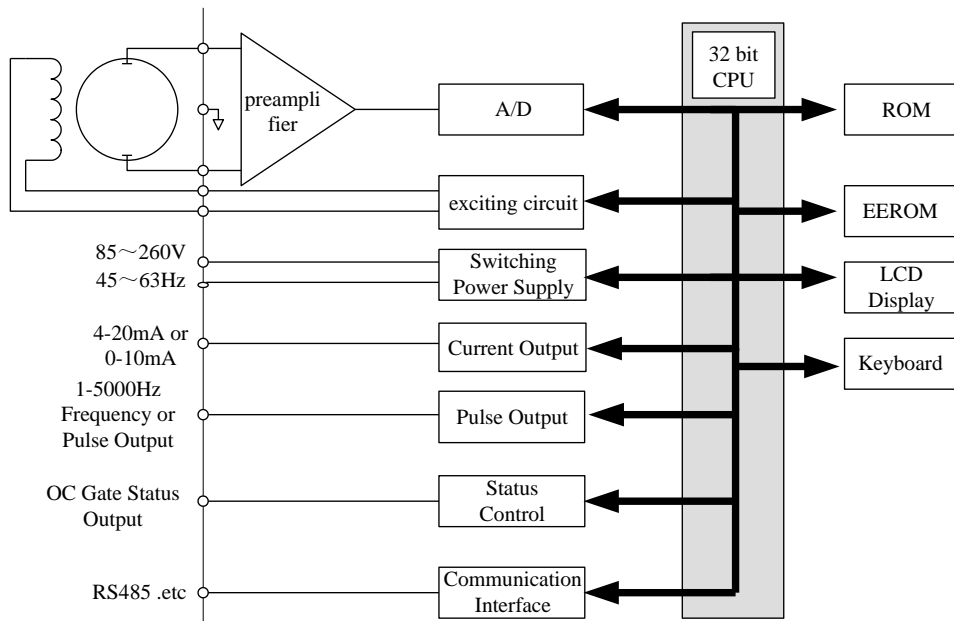 32 bit
CPU
preampli
fier
A/D
ROM
exciting circuit
EEROM
85～260V
45～63Hz
Switching
Power Supply
LCD
Display
4-20mA or
0-10mA
Current Output
Keyboard
1-5000Hz
Frequency or
Pulse Output
Pulse Output
OC Gate Status
Output
Status
Control
RS485 .etc
Communication
Interface